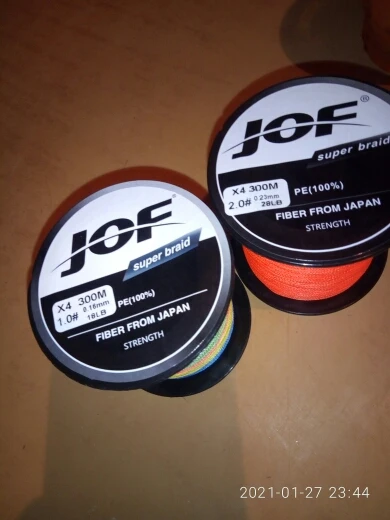 JOF®
super braid
X4 300M
2.0# 0.23mm
28LB
PE(100%)
FIBER FROM JAPAN
STRENGTH
JOF®
super braid
X4 300M
1.0# 0.16mm
18LB
PE(100%)
FIBER FROM JAPAN
STRENGTH
2021-01-27 23:44